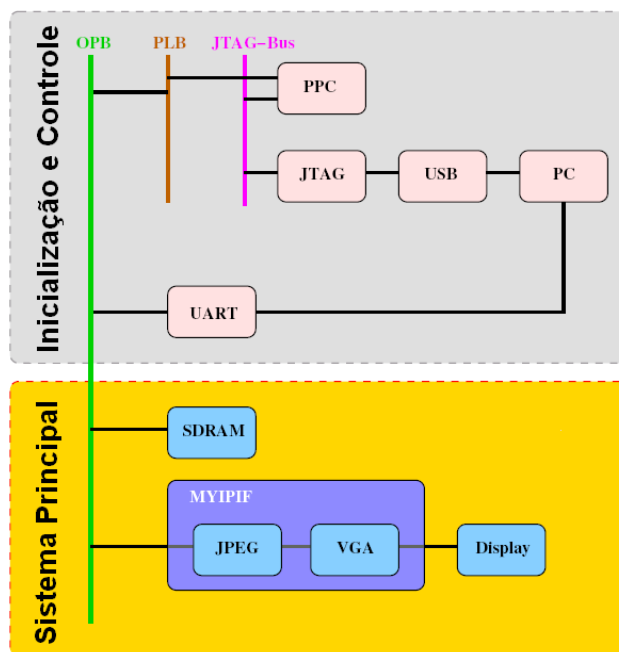 Inicialização e Controle
OPB
PLB
JTAG-Bus
PPC
JTAG
USB
PC
UART
Sistema Principal
SDRAM
MYIPIF
JPEG
VGA
Display